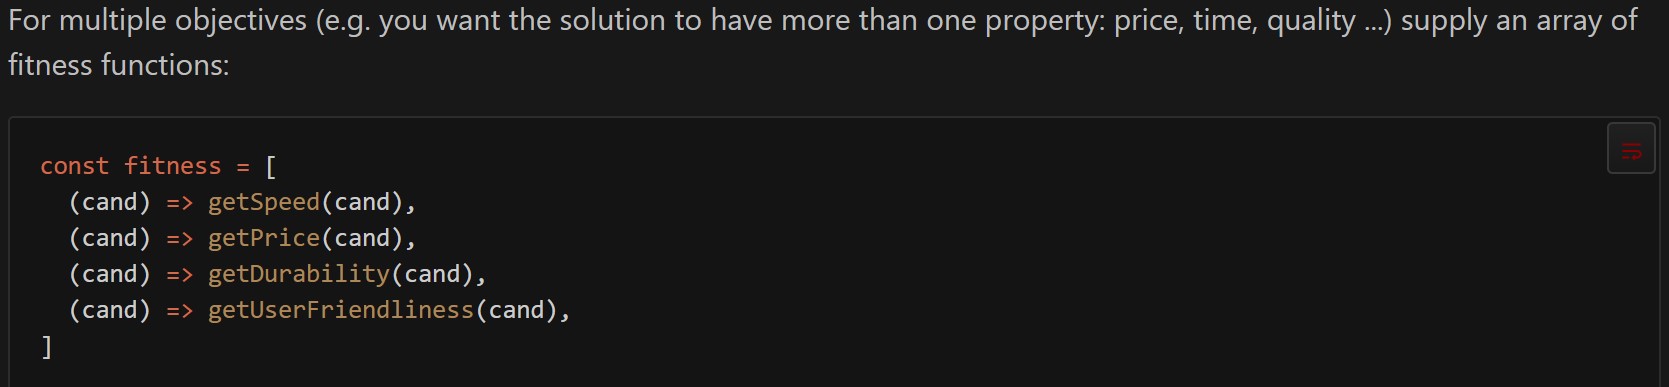 For multiple objectives (e.g. you want the solution to have more than one property: price, time, quality ...) supply an array of
fitness functions:
const fitness = [
  (cand) => getSpeed(cand),
  (cand) => getPrice(cand),
  (cand) => getDurability(cand),
  (cand) => getUserFriendliness(cand),
]